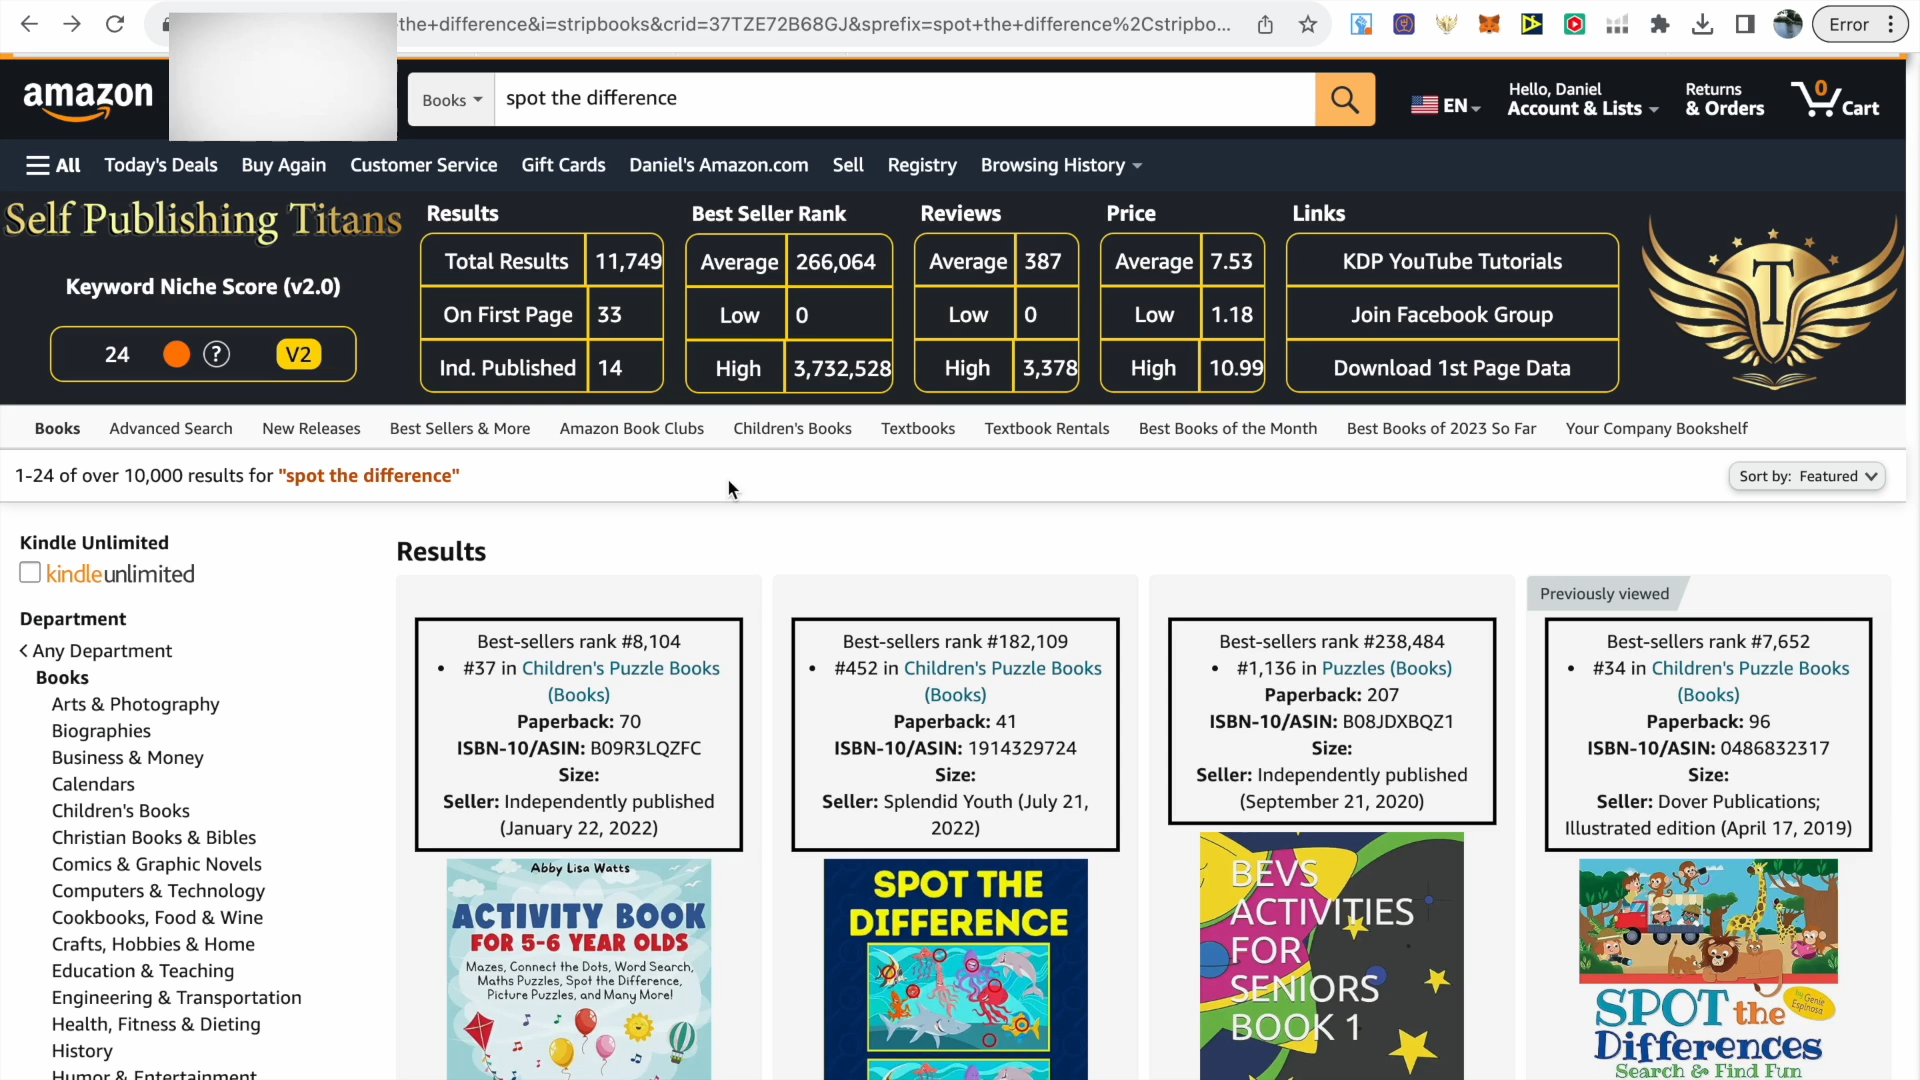 the+difference&i=stripbooks&crid=37TZE72B68GJ&sprefix=spot+the+difference%2Cstripbo...
Error
amazon
Books
spot the difference
EN
Hello, Daniel
Account & Lists
Returns
& Orders
0
Cart
All
Today's Deals
Buy Again
Customer Service
Gift Cards
Daniel's Amazon.com
Sell
Registry
Browsing History
Self Publishing Titans
Keyword Niche Score (v2.0)
24
?
V2
Results
Total Results 11,749
On First Page 33
Ind. Published 14
Best Seller Rank
Average 266,064
Low 0
High 3,732,528
Reviews
Average 387
Low 0
High 3,378
Price
Average 7.53
Low 1.18
High 10.99
Links
KDP YouTube Tutorials
Join Facebook Group
Download 1st Page Data
T
Books
Advanced Search
New Releases
Best Sellers & More
Amazon Book Clubs
Children's Books
Textbooks
Textbook Rentals
Best Books of the Month
Best Books of 2023 So Far
Your Company Bookshelf
1-24 of over 10,000 results for "spot the difference"
Sort by: Featured
Kindle Unlimited
kindleunlimited
Department
Any Department
Books
Arts & Photography
Biographies
Business & Money
Calendars
Children's Books
Christian Books & Bibles
Comics & Graphic Novels
Computers & Technology
Cookbooks, Food & Wine
Crafts, Hobbies & Home
Education & Teaching
Engineering & Transportation
Health, Fitness & Dieting
History
Humor & Entertainment
Results
Best-sellers rank #8,104
• #37 in Children's Puzzle Books
(Books)
Paperback: 70
ISBN-10/ASIN: B09R3LQZFC
Size:
Seller: Independently published
(January 22, 2022)
Abby Lisa Watts
ACTIVITY BOOK
FOR 5-6 YEAR OLDS
Mazes, Connect the Dots, Word Search,
Maths Puzzles, Spot the Difference,
Picture Puzzles, and Many More!
Best-sellers rank #182,109
• #452 in Children's Puzzle Books
(Books)
Paperback: 41
ISBN-10/ASIN: 1914329724
Size:
Seller: Splendid Youth (July 21,
2022)
SPOT THE
DIFFERENCE
Best-sellers rank #238,484
• #1,136 in Puzzles (Books)
Paperback: 207
ISBN-10/ASIN: B08JDXBQZ1
Size:
Seller: Independently published
(September 21, 2020)
BEVS
ACTIVITIES
FOR
SENIORS
BOOK 1
Previously viewed
Best-sellers rank #7,652
• #34 in Children's Puzzle Books
(Books)
Paperback: 96
ISBN-10/ASIN: 0486832317
Size:
Seller: Dover Publications;
Illustrated edition (April 17, 2019)
SPOT the
by Genie
Espinosa
Differences
Search & Find Fun